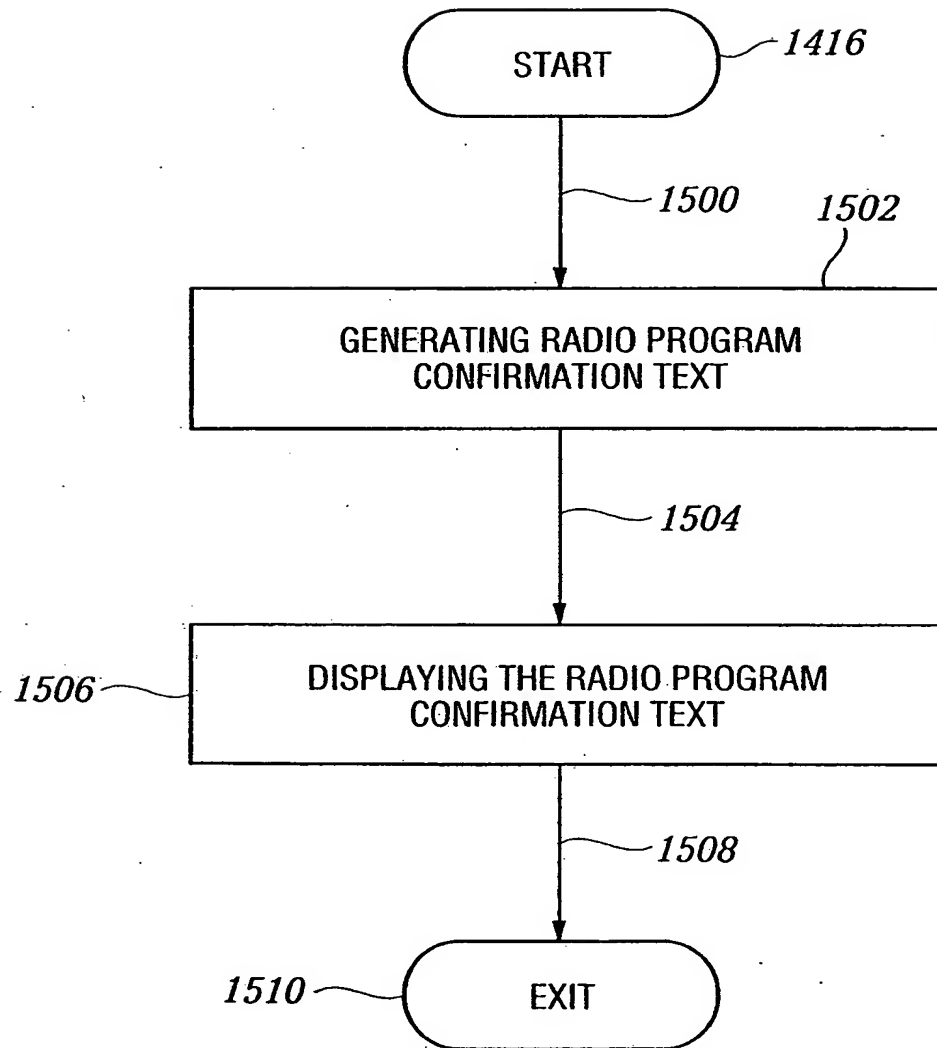 START
1416
1500
1502
GENERATING RADIO PROGRAM
CONFIRMATION TEXT
1504
1506
DISPLAYING THE RADIO PROGRAM
CONFIRMATION TEXT
1508
1510
EXIT